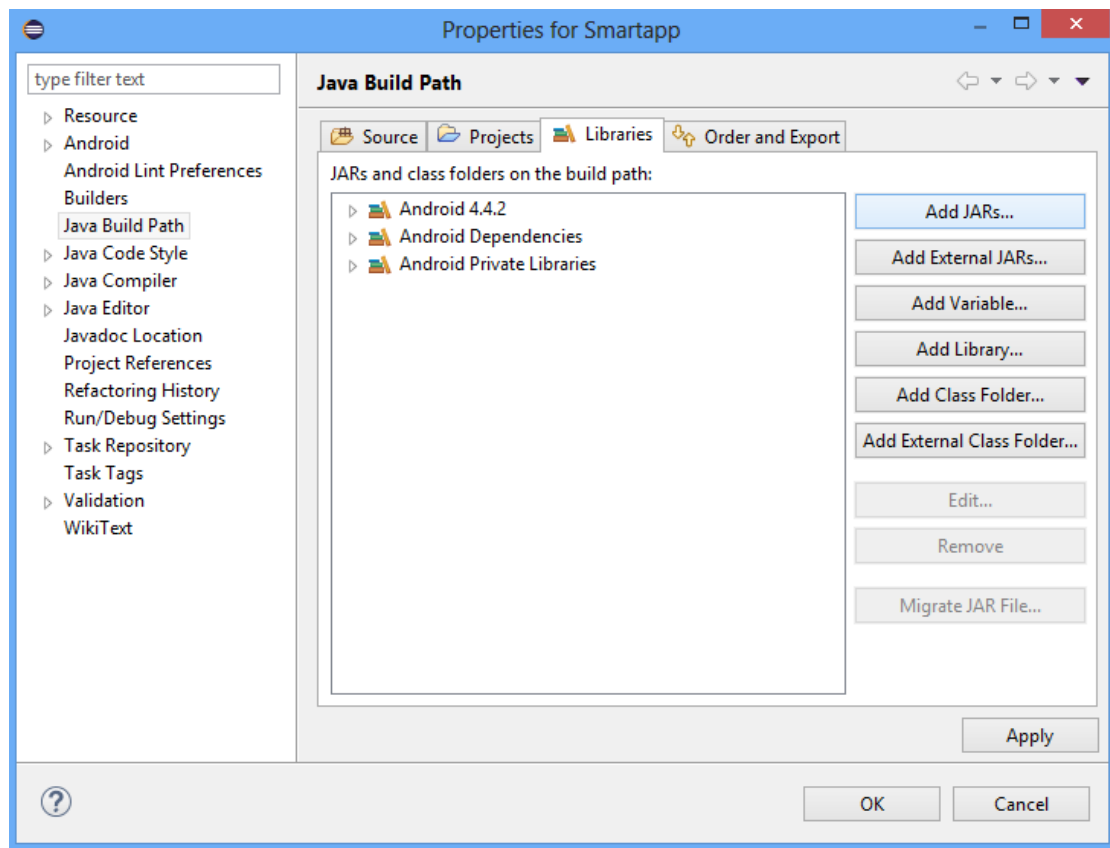 Properties for Smartapp
type filter text
Resource
Android
Android Lint Preferences
Builders
Java Build Path
Java Code Style
Java Compiler
Java Editor
Javadoc Location
Project References
Refactoring History
Run/Debug Settings
Task Repository
Task Tags
Validation
WikiText
Java Build Path
Source Projects Libraries Order and Export
JARs and class folders on the build path:
Android 4.4.2
Android Dependencies
Android Private Libraries
Add JARs...
Add External JARs...
Add Variable...
Add Library...
Add Class Folder...
Add External Class Folder...
Edit...
Remove
Migrate JAR File...
Apply
OK Cancel